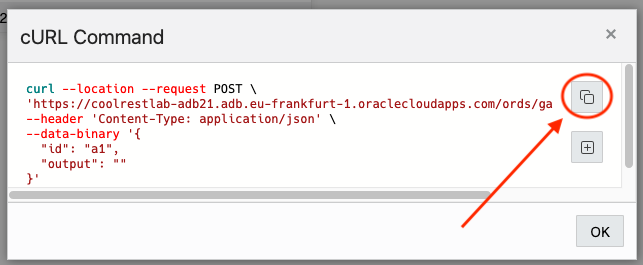 2
cURL Command
×
curl --location --request POST \
'https://coolrestlab-adb21.adb.eu-frankfurt-1.oraclecloudapps.com/ords/ga
--header 'Content-Type: application/json' \
--data-binary '{
  "id": "a1",
  "output": ""
}'
OK